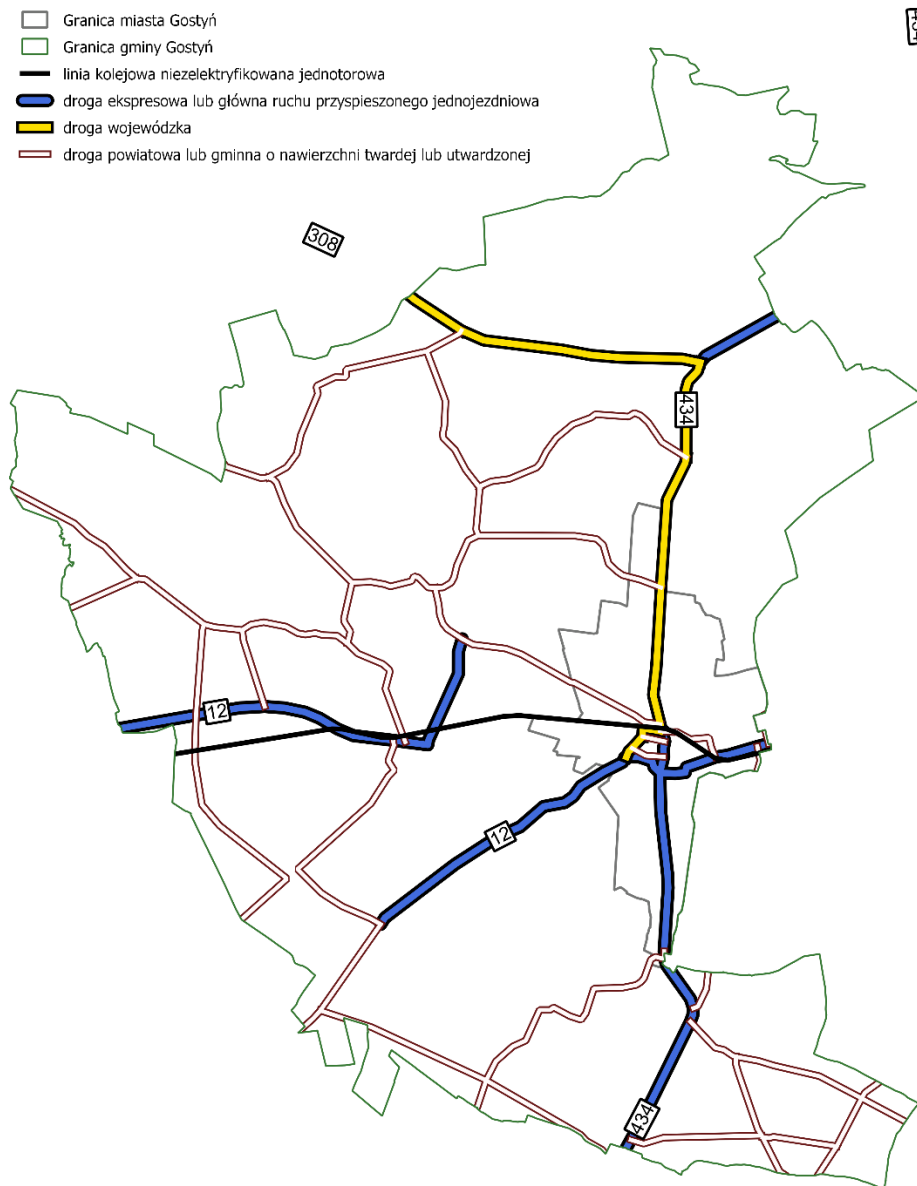 Granica miasta Gostyń
Granica gminy Gostyń
linia kolejowa niezelektryfikowana jednotorowa
droga ekspresowa lub główna ruchu przyspieszonego jednojezdniowa
droga wojewódzka
droga powiatowa lub gminna o nawierzchni twardej lub utwardzonej
308
434
12
12
434